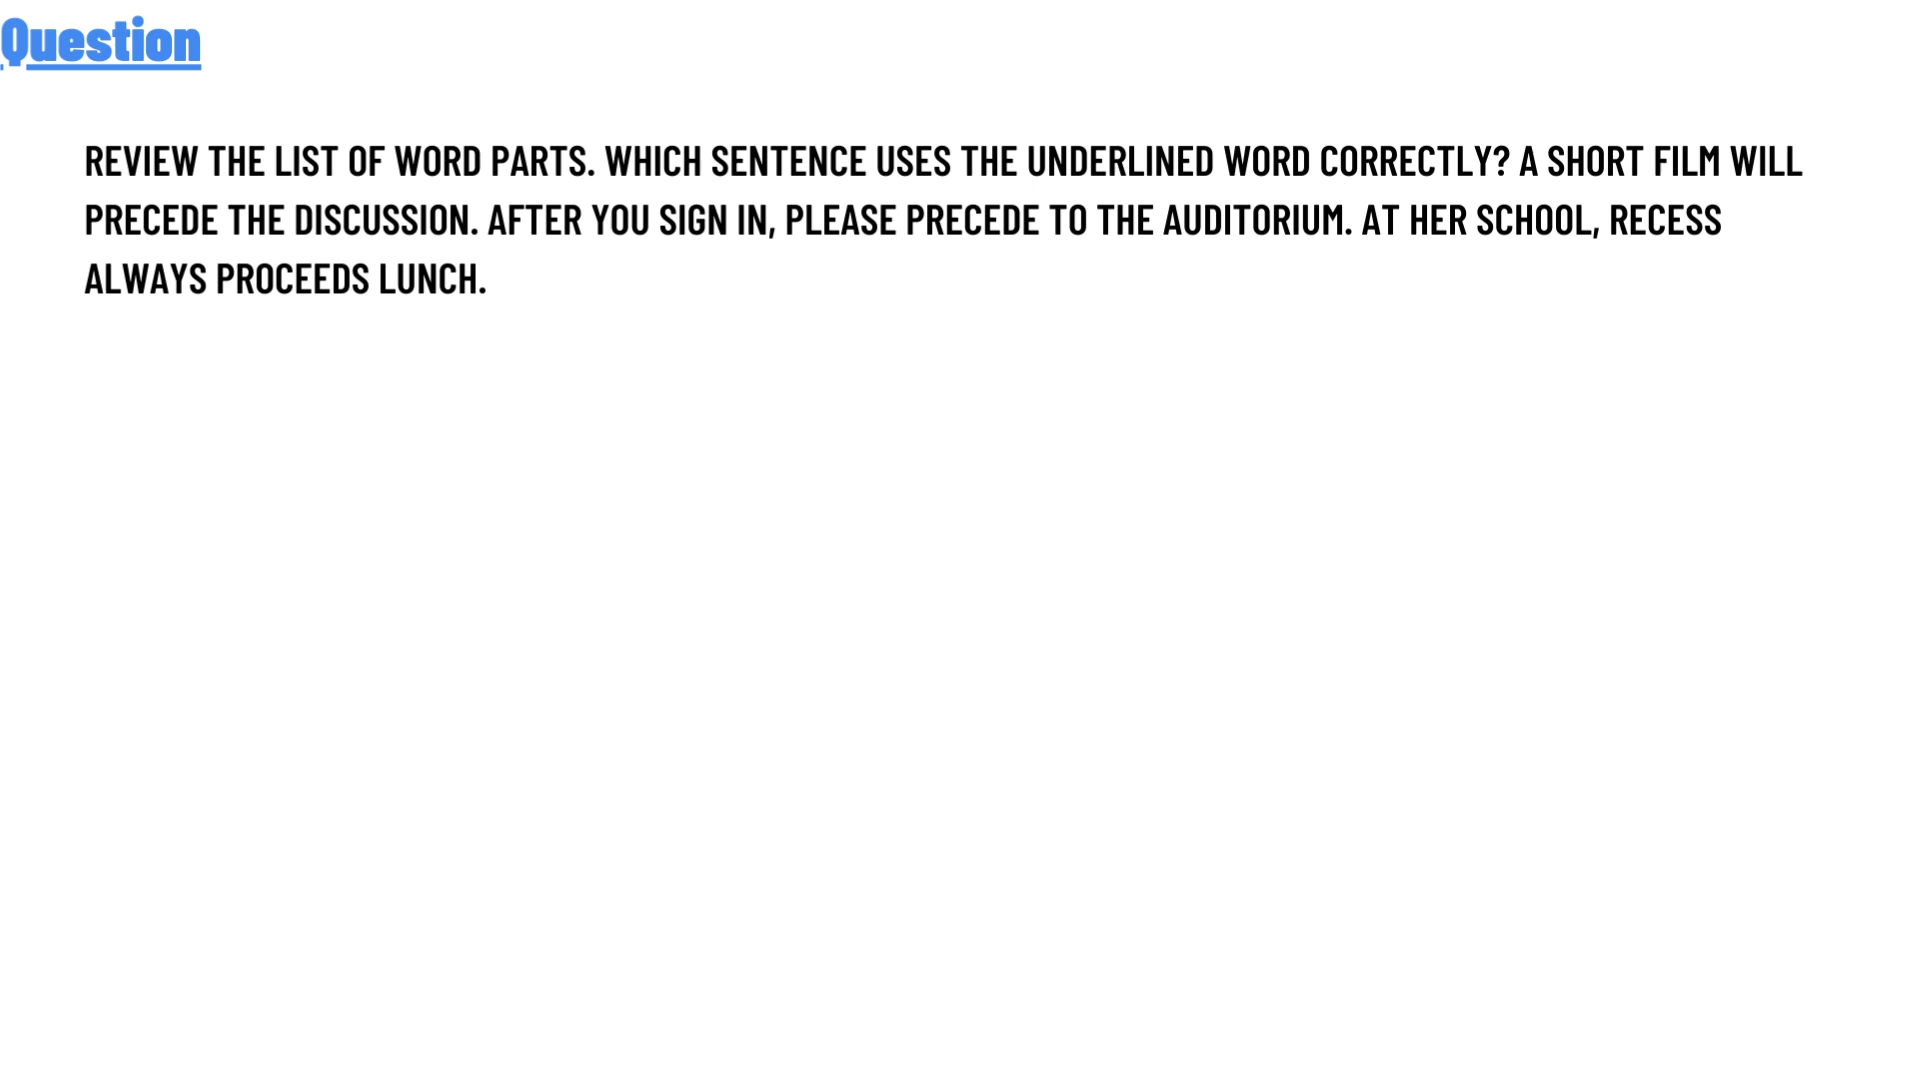 Question
REVIEW THE LIST OF WORD PARTS. WHICH SENTENCE USES THE UNDERLINED WORD CORRECTLY? A SHORT FILM WILL
PRECEDE THE DISCUSSION. AFTER YOU SIGN IN, PLEASE PRECEDE TO THE AUDITORIUM. AT HER SCHOOL, RECESS
ALWAYS PROCEEDS LUNCH.